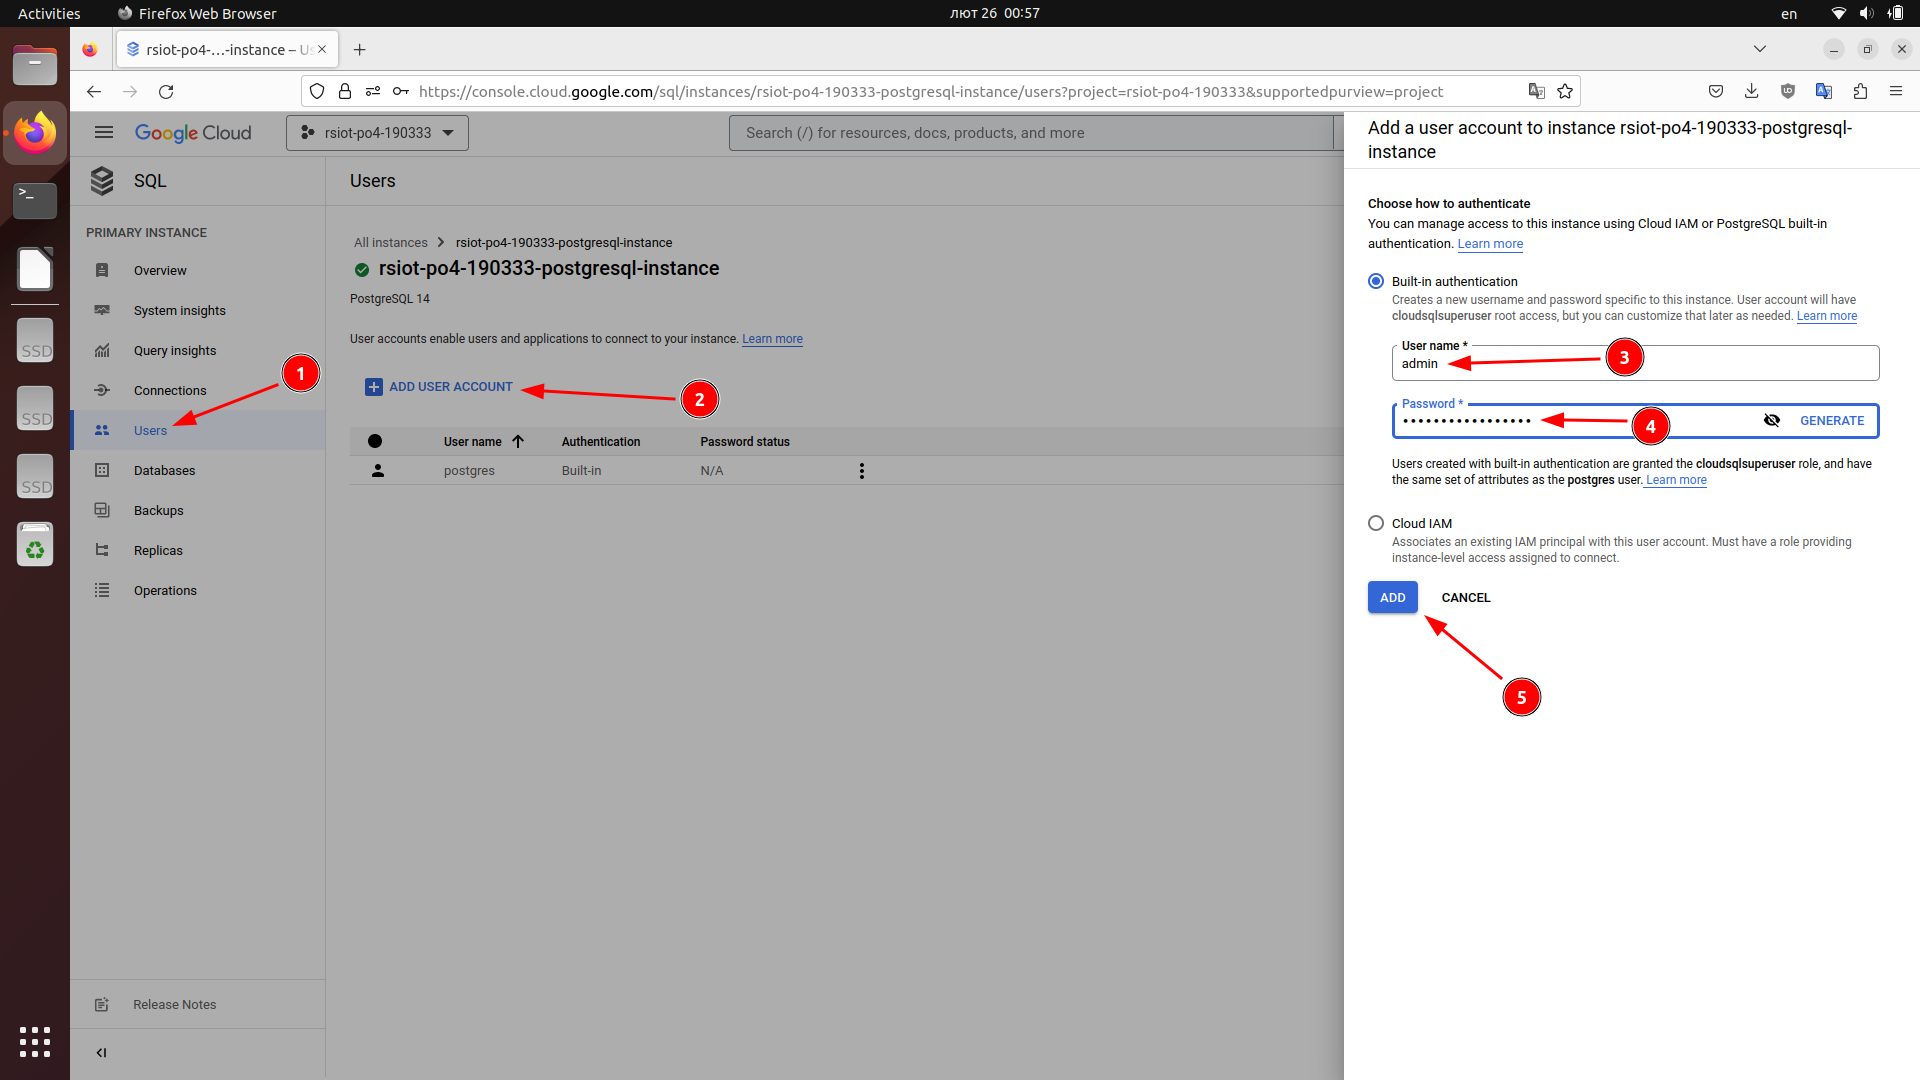 Activities
Firefox Web Browser
лют 26 00:57
en
rsiot-po4-…-instance – Us
https://console.cloud.google.com/sql/instances/rsiot-po4-190333-postgresql-instance/users?project=rsiot-po4-190333&supportedpurview=project
Google Cloud
rsiot-po4-190333
Search (/) for resources, docs, products, and more
SQL
PRIMARY INSTANCE
Overview
System insights
Query insights
Connections
Users
Databases
Backups
Replicas
Operations
Release Notes
SSD
SSD
SSD
1
Users
All instances
rsiot-po4-190333-postgresql-instance
rsiot-po4-190333-postgresql-instance
PostgreSQL 14
User accounts enable users and applications to connect to your instance. Learn more
ADD USER ACCOUNT
2
User name
Authentication
Password status
postgres
Built-in
N/A
Add a user account to instance rsiot-po4-190333-postgresql-
instance
Choose how to authenticate
You can manage access to this instance using Cloud IAM or PostgreSQL built-in
authentication. Learn more
Built-in authentication
Creates a new username and password specific to this instance. User account will have
cloudsqlsuperuser root access, but you can customize that later as needed. Learn more
User name *
admin
3
Password *
•••••••••••••••••
4
GENERATE
Users created with built-in authentication are granted the cloudsqlsuperuser role, and have
the same set of attributes as the postgres user. Learn more
Cloud IAM
Associates an existing IAM principal with this user account. Must have a role providing
instance-level access assigned to connect.
ADD
CANCEL
5